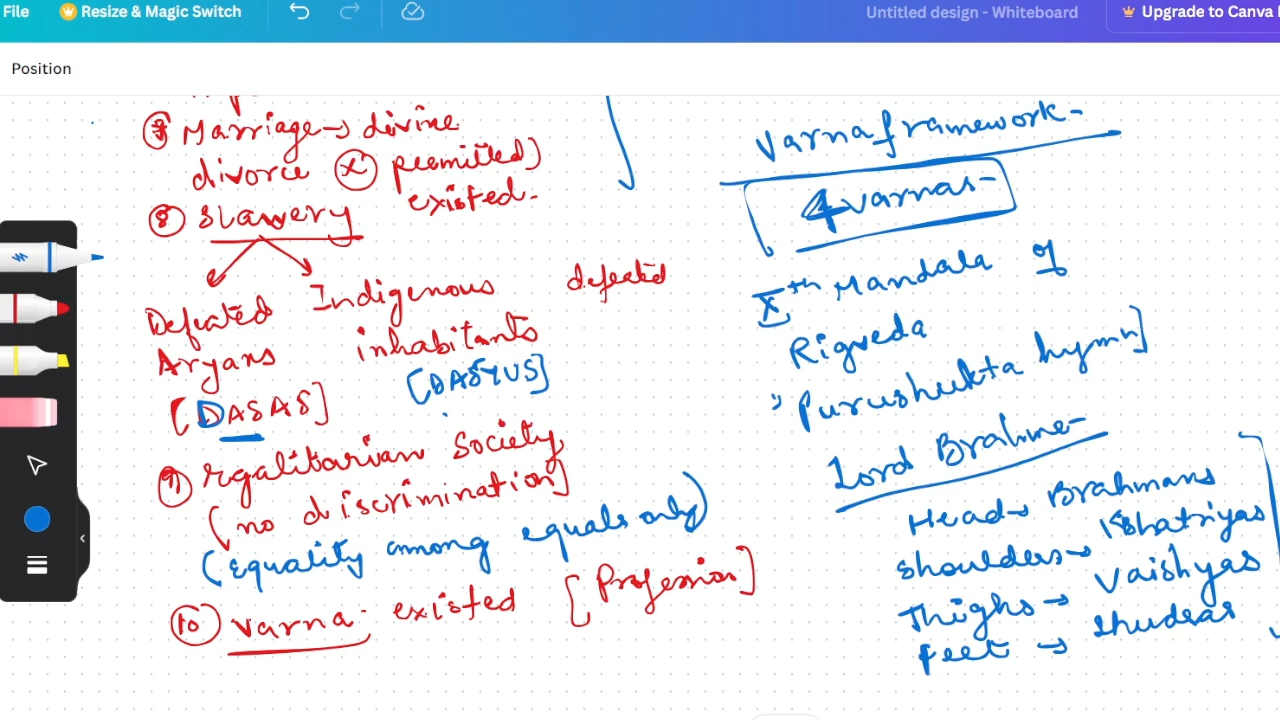 File
Resize & Magic Switch
Untitled design - Whiteboard
Upgrade to Canva
Position
⑦ Marriage → divine
divorce (x) permitted)
existed.
⑧ Slavery
Defeated
Aryans
[DASAS]
Indigenous defeated
inhabitants
[DASYUS]
⑨ Egalitarian Society
(no discrimination]
(equality among equals only)
⑩ Varna existed [Profession]
Varna framework-
4 varnas-
Xth Mandala of
Rigveda
Purushukta hymn]
Lord Brahma-
Head → Brahmans
Shoulders → Kshatriyas
Thighs → Vaishyas
feet → Shudras